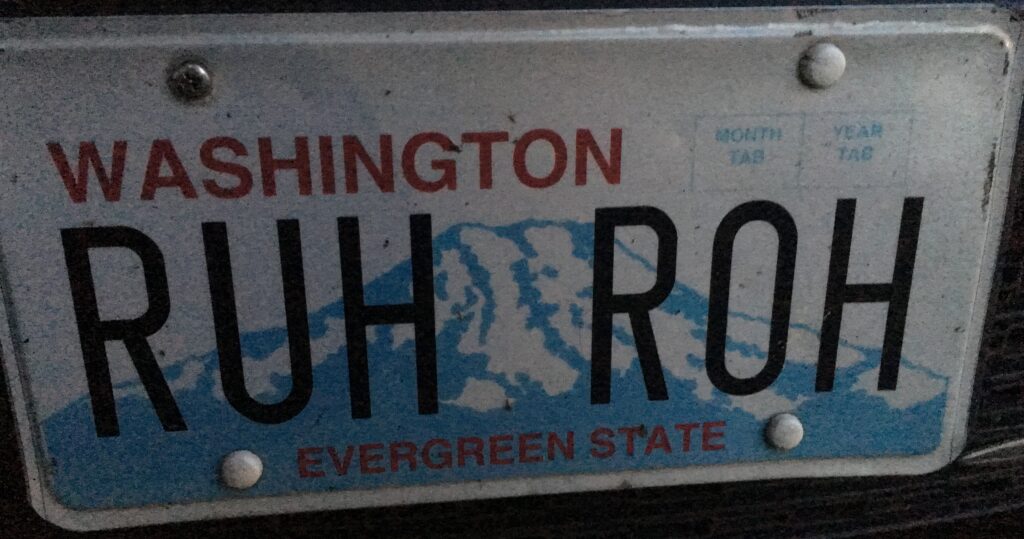 WASHINGTON
MONTH TAB
YEAR TAB
RUH ROH
EVERGREEN STATE